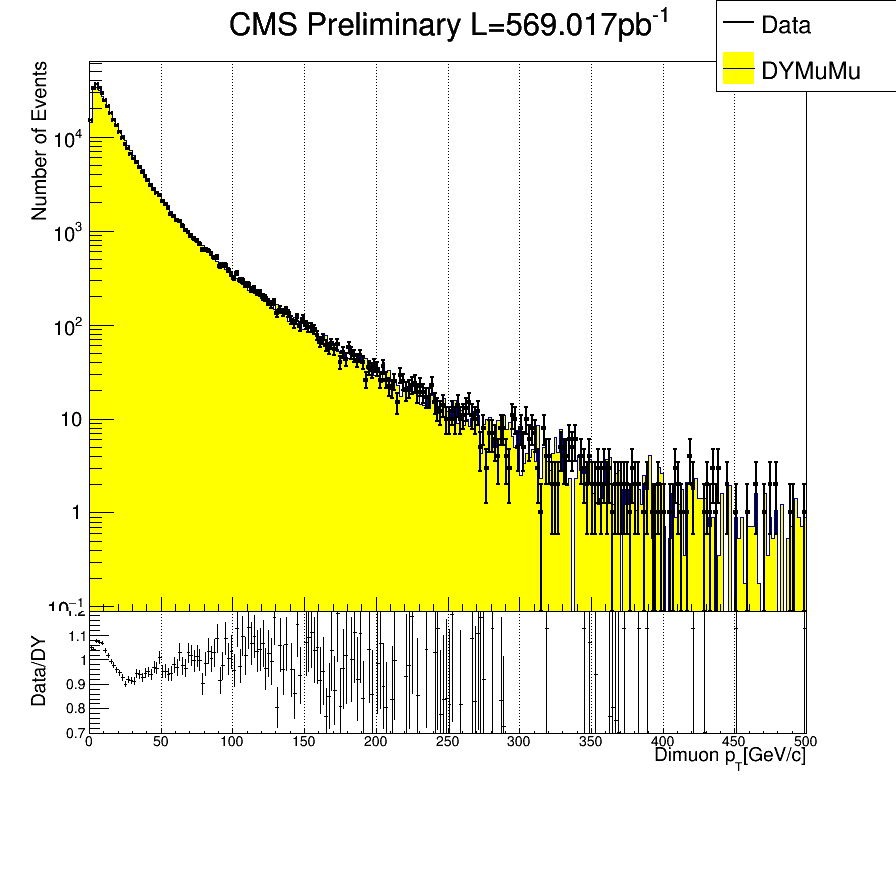 CMS Preliminary L=569.017pb-1
Data
DYMuMu
Number of Events
10^4
10^3
10^2
10
1
10^-1
Data/DY
1.2
1.1
1
0.9
0.8
0.7
0 50 100 150 200 250 300 350 400 450 500
Dimuon p_T[GeV/c]